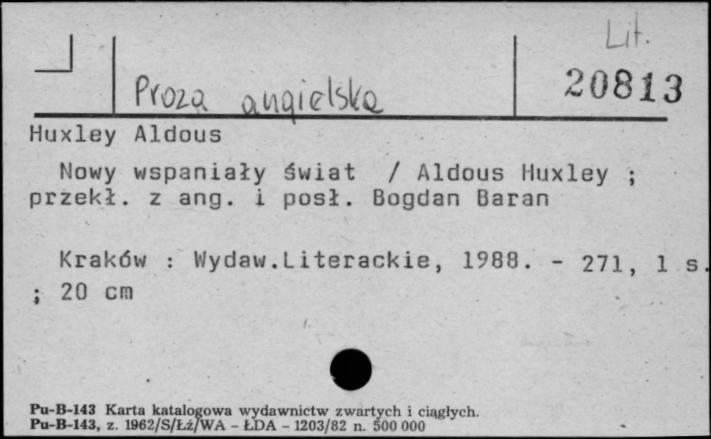 Lit.
Proza angielska
20813
Huxley Aldous
Nowy wspaniały świat / Aldous Huxley ;
przekł. z ang. i posł. Bogdan Baran
Kraków : Wydaw.Literackie, 1988. - 271, 1 s.
; 20 cm
Pu-B-143 Karta katalogowa wydawnictw zwartych i ciągłych.
Pu-B-143, z. 1962/S/Łż/WA - ŁDA - 1203/82 n. 500 000